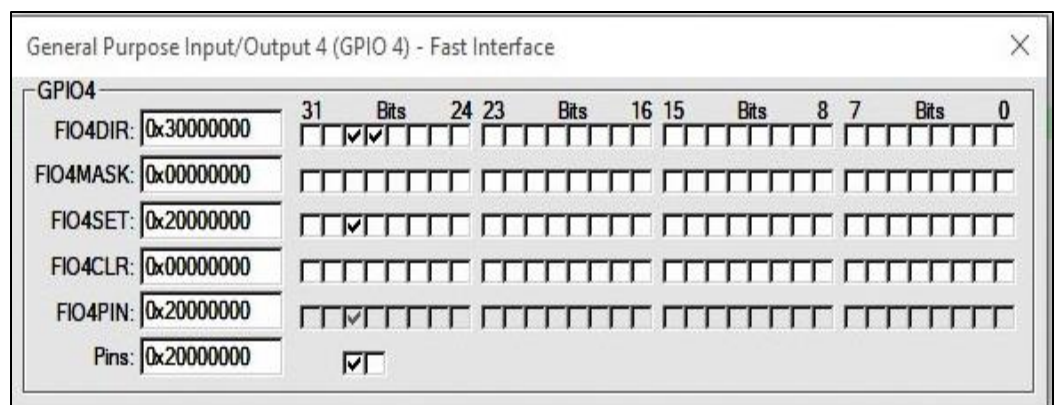 General Purpose Input/Output 4 (GPIO 4) - Fast Interface
GPIO4
31 Bits 24 23 Bits 16 15 Bits 8 7 Bits 0
FIO4DIR: 0x30000000
FIO4MASK: 0x00000000
FIO4SET: 0x20000000
FIO4CLR: 0x00000000
FIO4PIN: 0x20000000
Pins: 0x20000000